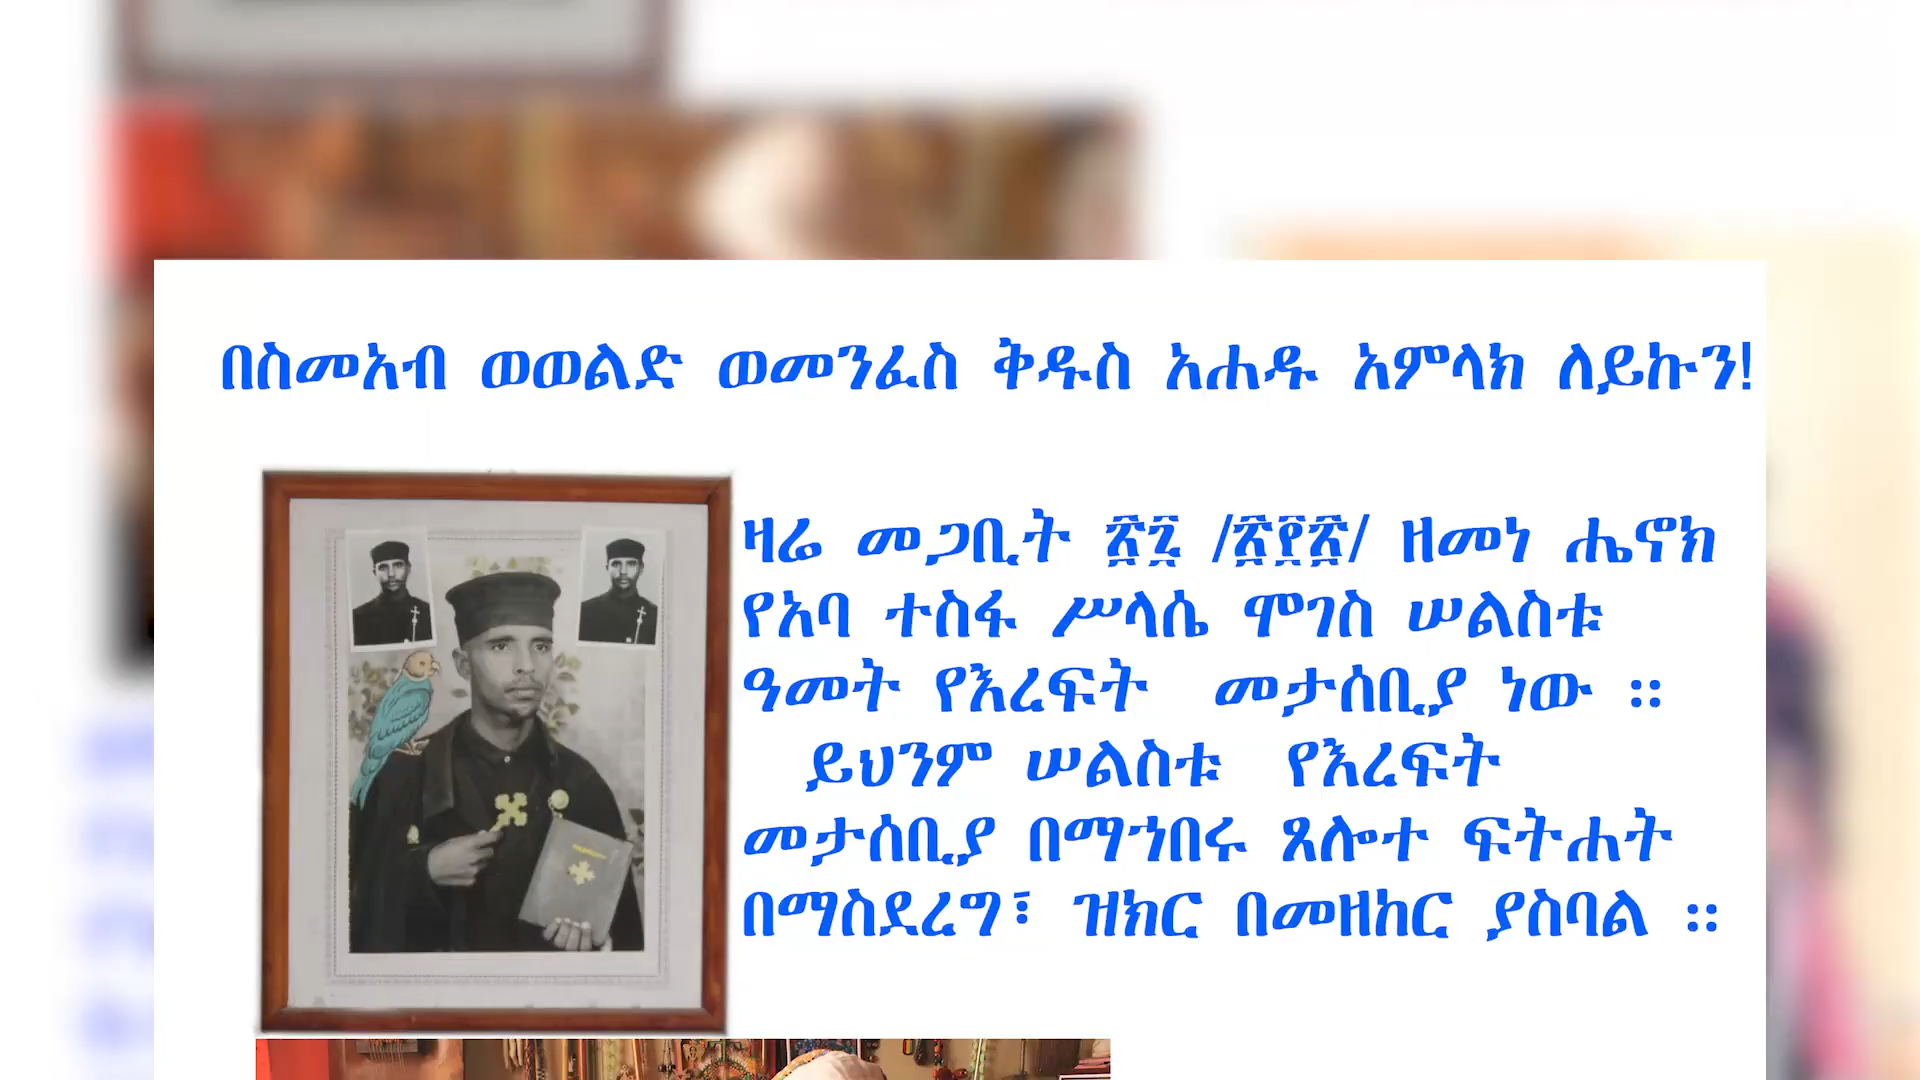 በስመአብ ወወልድ ወመንፈስ ቅዱስ አሐዱ አምላክ ለይኩን!
ዛሬ መጋቢት ፳፯ /፳፻፳/ ዘመነ ሔኖክ
የአባ ተስፋ ሥላሴ ሞገስ ሠልስቱ
ዓመት የእረፍት መታሰቢያ ነው ።
ይህንም ሠልስቱ የእረፍት
መታሰቢያ በማኅበሩ ጸሎተ ፍትሐት
በማስደረግ፣ ዝክር በመዘከር ያስባል ።